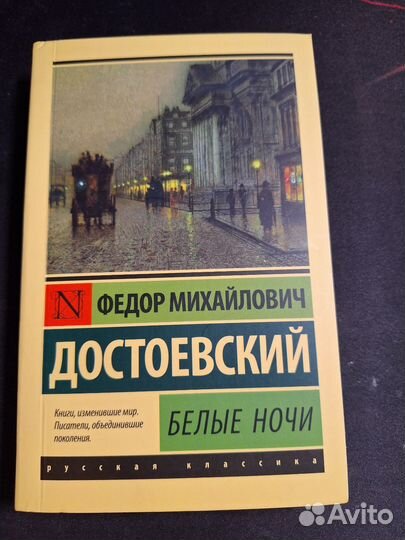 N
ФЕДОР МИХАЙЛОВИЧ
ДОСТОЕВСКИЙ
Книги, изменившие мир.
Писатели, объединившие
поколения.
БЕЛЫЕ НОЧИ
русская классика
Avito